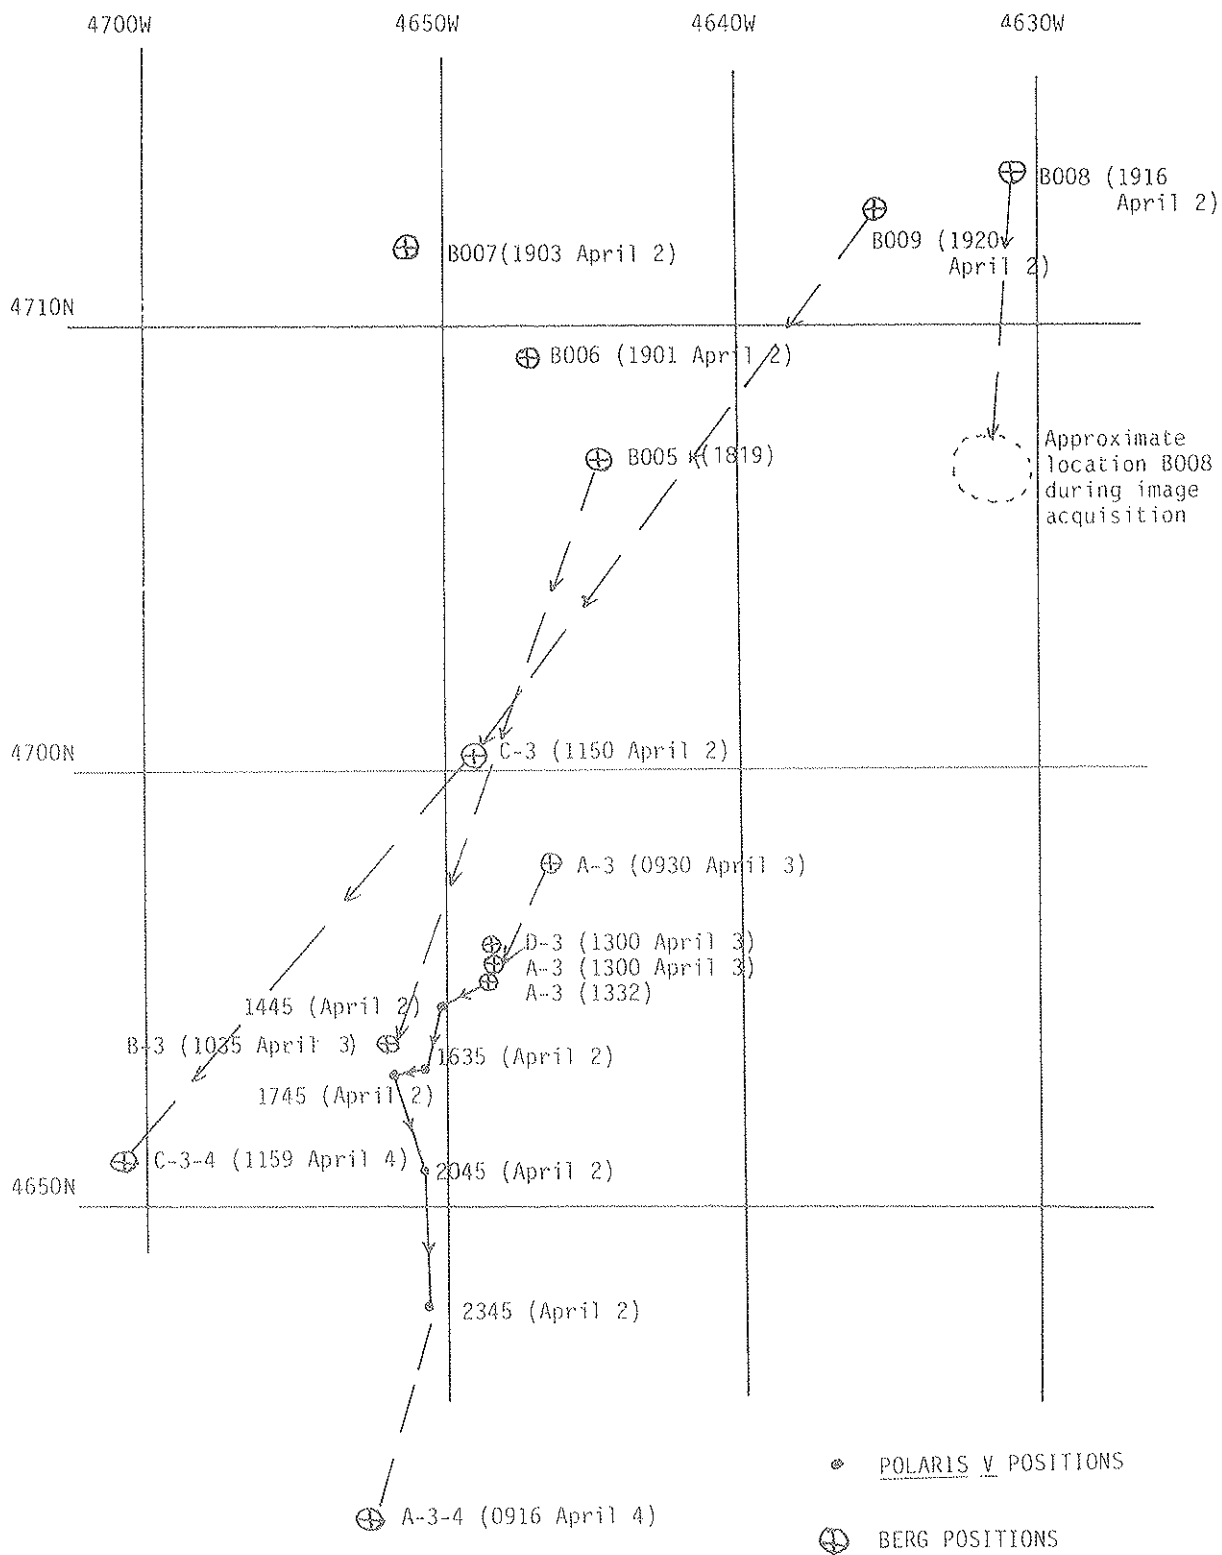 4700W 4650W 4640W 4630W
B008 (1916
April 2)
B009 (1920
April 2)
B007(1903 April 2)
4710N
B006 (1901 April 2)
B005 (1819)
Approximate
location B008
during image
acquisition
4700N
C-3 (1150 April 2)
A-3 (0930 April 3)
D-3 (1300 April 3)
A-3 (1300 April 3)
A-3 (1332)
1445 (April 2)
B-3 (1035 April 3)
1635 (April 2)
1745 (April 2)
C-3-4 (1159 April 4)
2045 (April 2)
4650N
2345 (April 2)
POLARIS V POSITIONS
A-3-4 (0916 April 4)
BERG POSITIONS